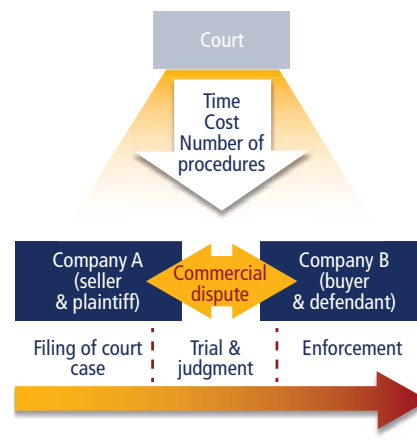 Court
Time
Cost
Number of
procedures
Company A
(seller
& plaintiff)
Commercial
dispute
Company B
(buyer
& defendant)
Filing of court
case
Trial &
judgment
Enforcement